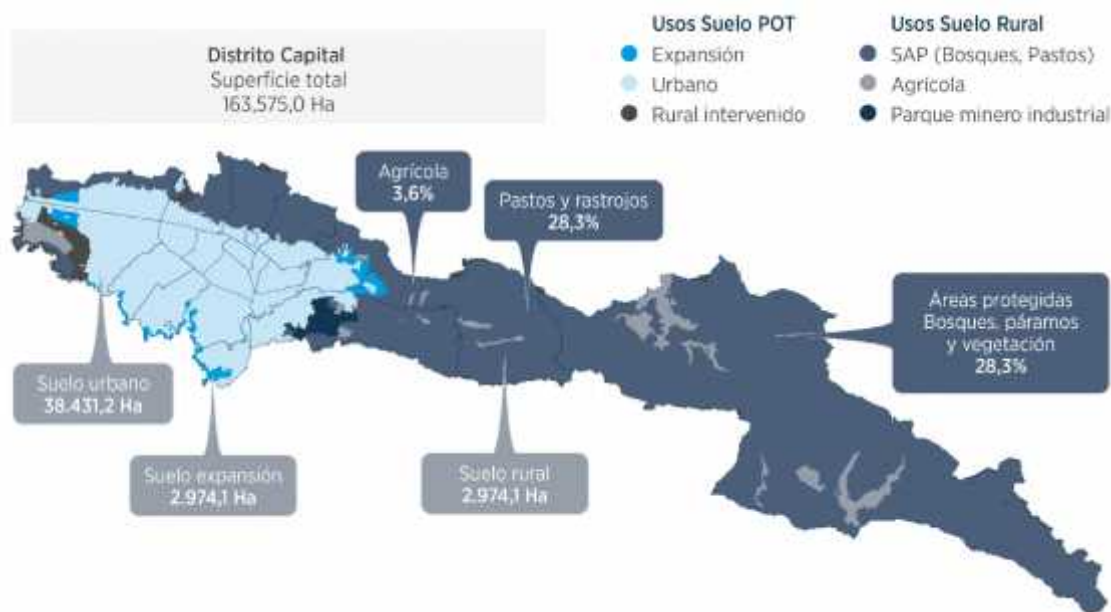 Distrito Capital
Superficie total
163,575,0 Ha
Usos Suelo POT
Expansión
Urbano
Rural intervenido
Usos Suelo Rural
SAP (Bosques, Pastos)
Agrícola
Parque minero industrial
Agrícola
3,6%
Pastos y rastrojos
28,3%
Áreas protegidas
Bosques, páramos
y vegetación
28,3%
Suelo urbano
38.431,2 Ha
Suelo expansión
2.974,1 Ha
Suelo rural
2.974,1 Ha